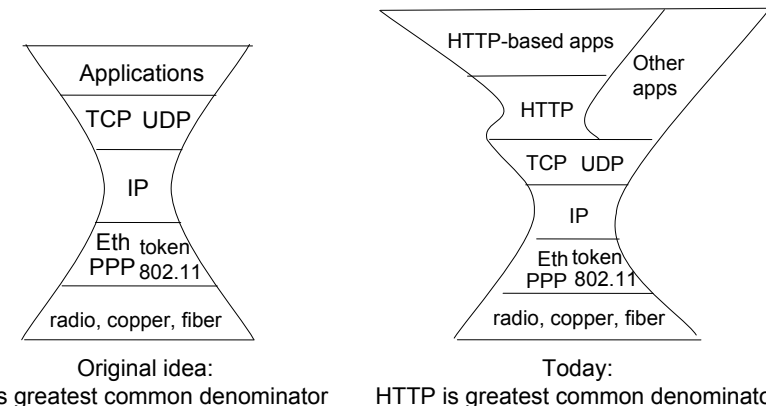 Applications
TCP UDP
IP
Eth token
PPP 802.11
radio, copper, fiber
Original idea:
s greatest common denominator
HTTP-based apps
Other
apps
HTTP
TCP UDP
IP
Eth token
PPP 802.11
radio, copper, fiber
Today:
HTTP is greatest common